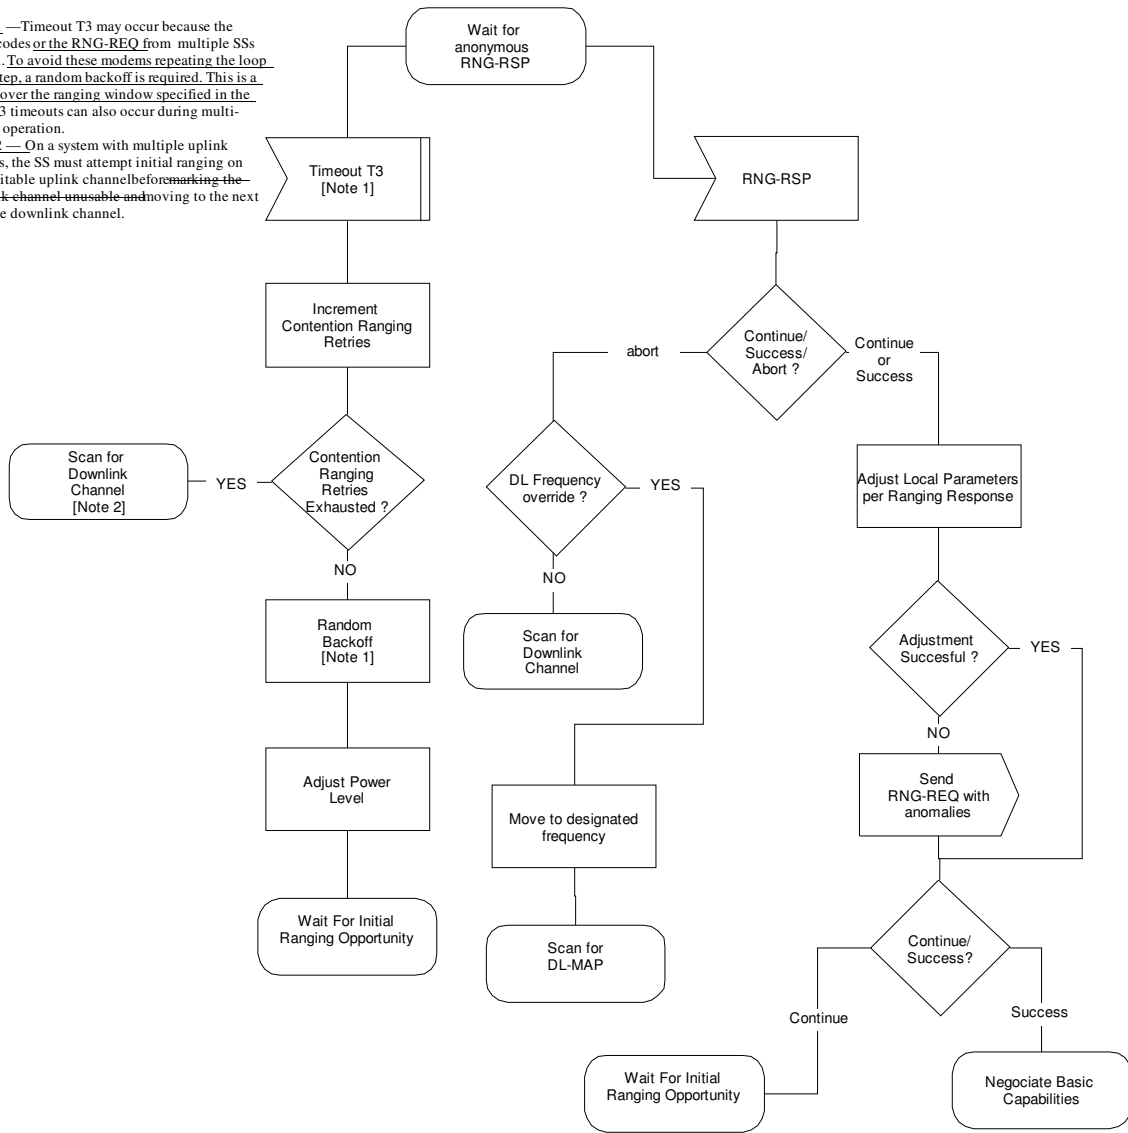 —Timeout T3 may occur because the
codes or the RNG-REQ from multiple SSs
. To avoid these modems repeating the loop
tep, a random backoff is required. This is a
over the ranging window specified in the
3 timeouts can also occur during multi-
operation.
2 — On a system with multiple uplink
s, the SS must attempt initial ranging on
itable uplink channelbeforemarking the
k channel unusable andmoving to the next
e downlink channel.
Wait for
anonymous
RNG-RSP
Timeout T3
[Note 1]
RNG-RSP
Increment
Contention Ranging
Retries
Continue/
Success/
Abort ?
abort
Continue
or
Success
Scan for
Downlink
Channel
[Note 2]
YES
Contention
Ranging
Retries
Exhausted ?
NO
DL Frequency
override ?
YES
NO
Adjust Local Parameters
per Ranging Response
Random
Backoff
[Note 1]
Scan for
Downlink
Channel
Adjustment
Succesful ?
YES
NO
Adjust Power
Level
Move to designated
frequency
Send
RNG-REQ with
anomalies
Wait For Initial
Ranging Opportunity
Scan for
DL-MAP
Continue/
Success?
Continue
Success
Wait For Initial
Ranging Opportunity
Negociate Basic
Capabilities